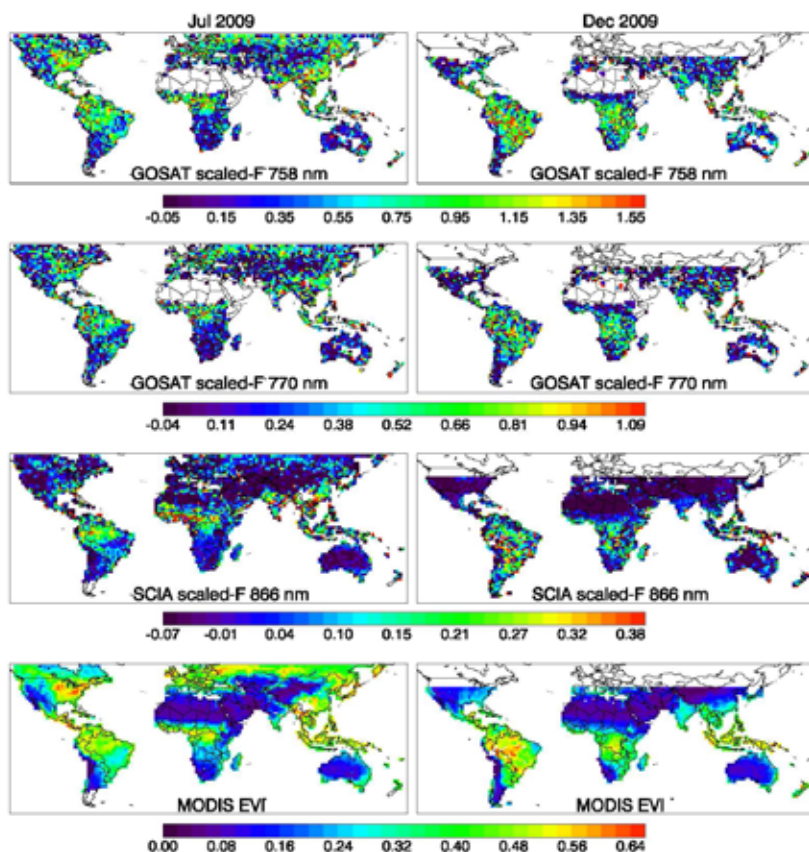 Jul 2009 Dec 2009
GOSAT scaled-F 758 nm GOSAT scaled-F 758 nm
-0.05 0.15 0.35 0.55 0.75 0.95 1.15 1.35 1.55
GOSAT scaled-F 770 nm GOSAT scaled-F 770 nm
-0.04 0.11 0.24 0.38 0.52 0.66 0.81 0.94 1.09
SCIA scaled-F 866 nm SCIA scaled-F 866 nm
-0.07 -0.01 0.04 0.10 0.15 0.21 0.27 0.32 0.38
MODIS EVI MODIS EVI
0.00 0.08 0.16 0.24 0.32 0.40 0.48 0.56 0.64